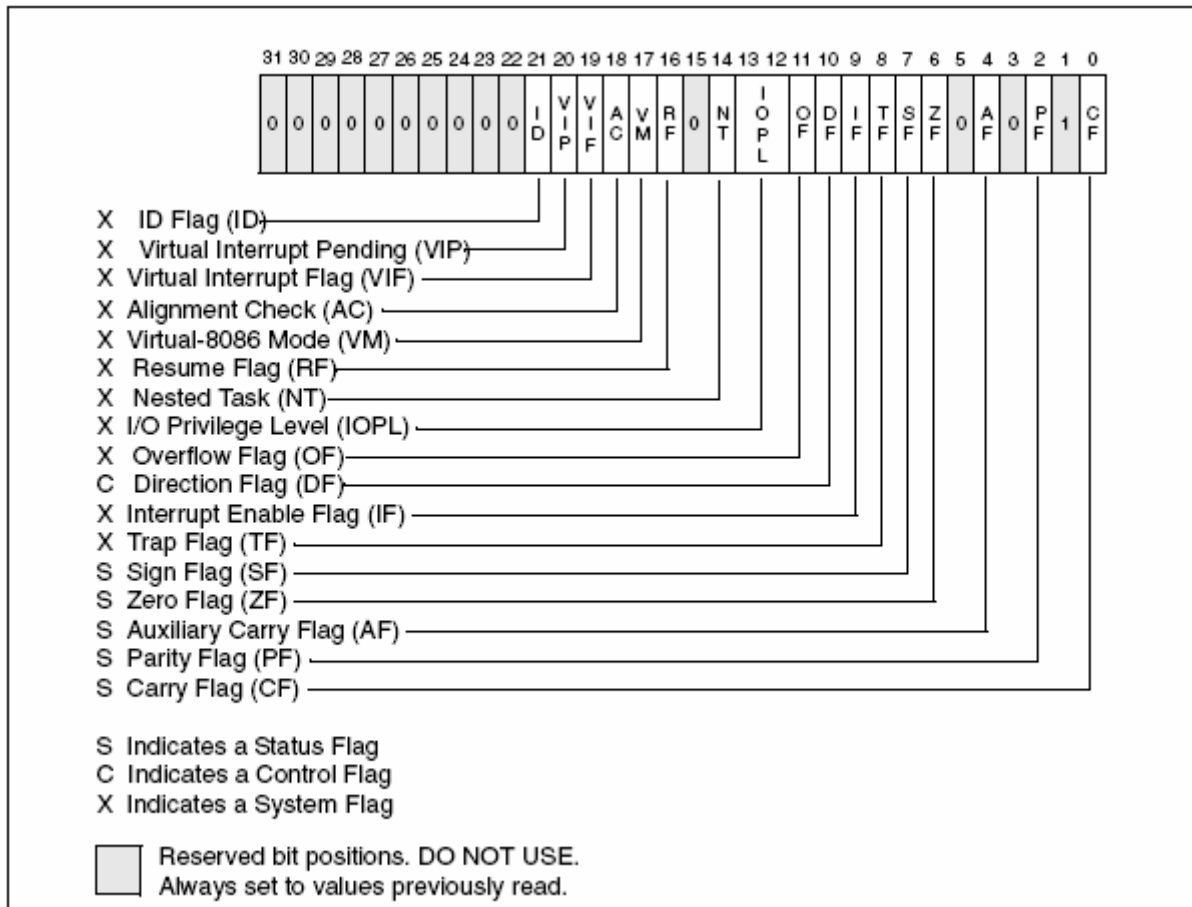 31 30 29 28 27 26 25 24 23 22 21 20 19 18 17 16 15 14 13 12 11 10 9 8 7 6 5 4 3 2 1 0
0 0 0 0 0 0 0 0 0 0 ID VIP VIF AC VM RF 0 NT IOPL OF DF IF TF SF ZF 0 AF 0 PF 1 CF
X ID Flag (ID)
X Virtual Interrupt Pending (VIP)
X Virtual Interrupt Flag (VIF)
X Alignment Check (AC)
X Virtual-8086 Mode (VM)
X Resume Flag (RF)
X Nested Task (NT)
X I/O Privilege Level (IOPL)
X Overflow Flag (OF)
C Direction Flag (DF)
X Interrupt Enable Flag (IF)
X Trap Flag (TF)
S Sign Flag (SF)
S Zero Flag (ZF)
S Auxiliary Carry Flag (AF)
S Parity Flag (PF)
S Carry Flag (CF)
S Indicates a Status Flag
C Indicates a Control Flag
X Indicates a System Flag
Reserved bit positions. DO NOT USE.
Always set to values previously read.